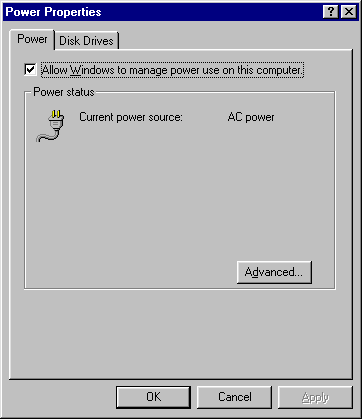 Power Properties
Power
Disk Drives
Allow Windows to manage power use on this computer.
Power status
Current power source: AC power
Advanced...
OK
Cancel
Apply